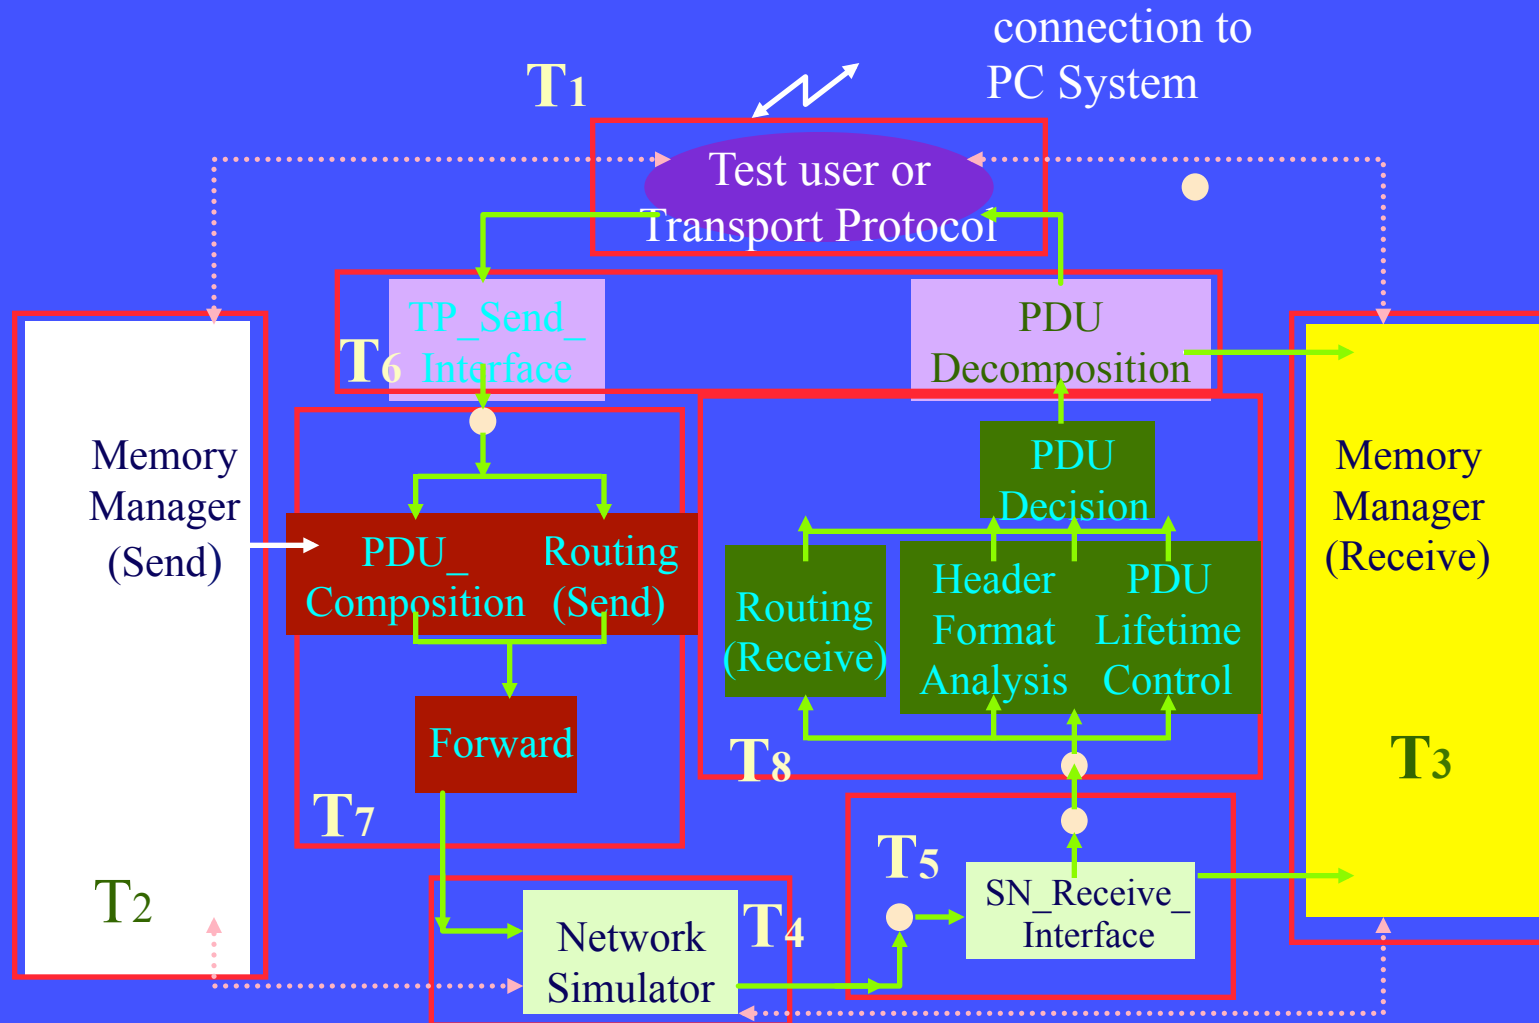 connection to
PC System
T1
Test user or
Transport Protocol
TP_Send_
Interface
T6
PDU
Decomposition
Memory
Manager
(Send)
T2
PDU_
Composition
Routing
(Send)
Forward
T7
PDU
Decision
Routing
(Receive)
Header
Format
Analysis
PDU
Lifetime
Control
T8
Memory
Manager
(Receive)
T3
Network
Simulator
T4
T5
SN_Receive_
Interface